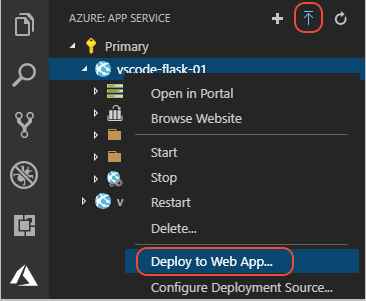 AZURE: APP SERVICE
Primary
vscode-flask-01
Open in Portal
Browse Website
v
Start
Stop
Restart
Delete...
Deploy to Web App...
Configure Deployment Source...